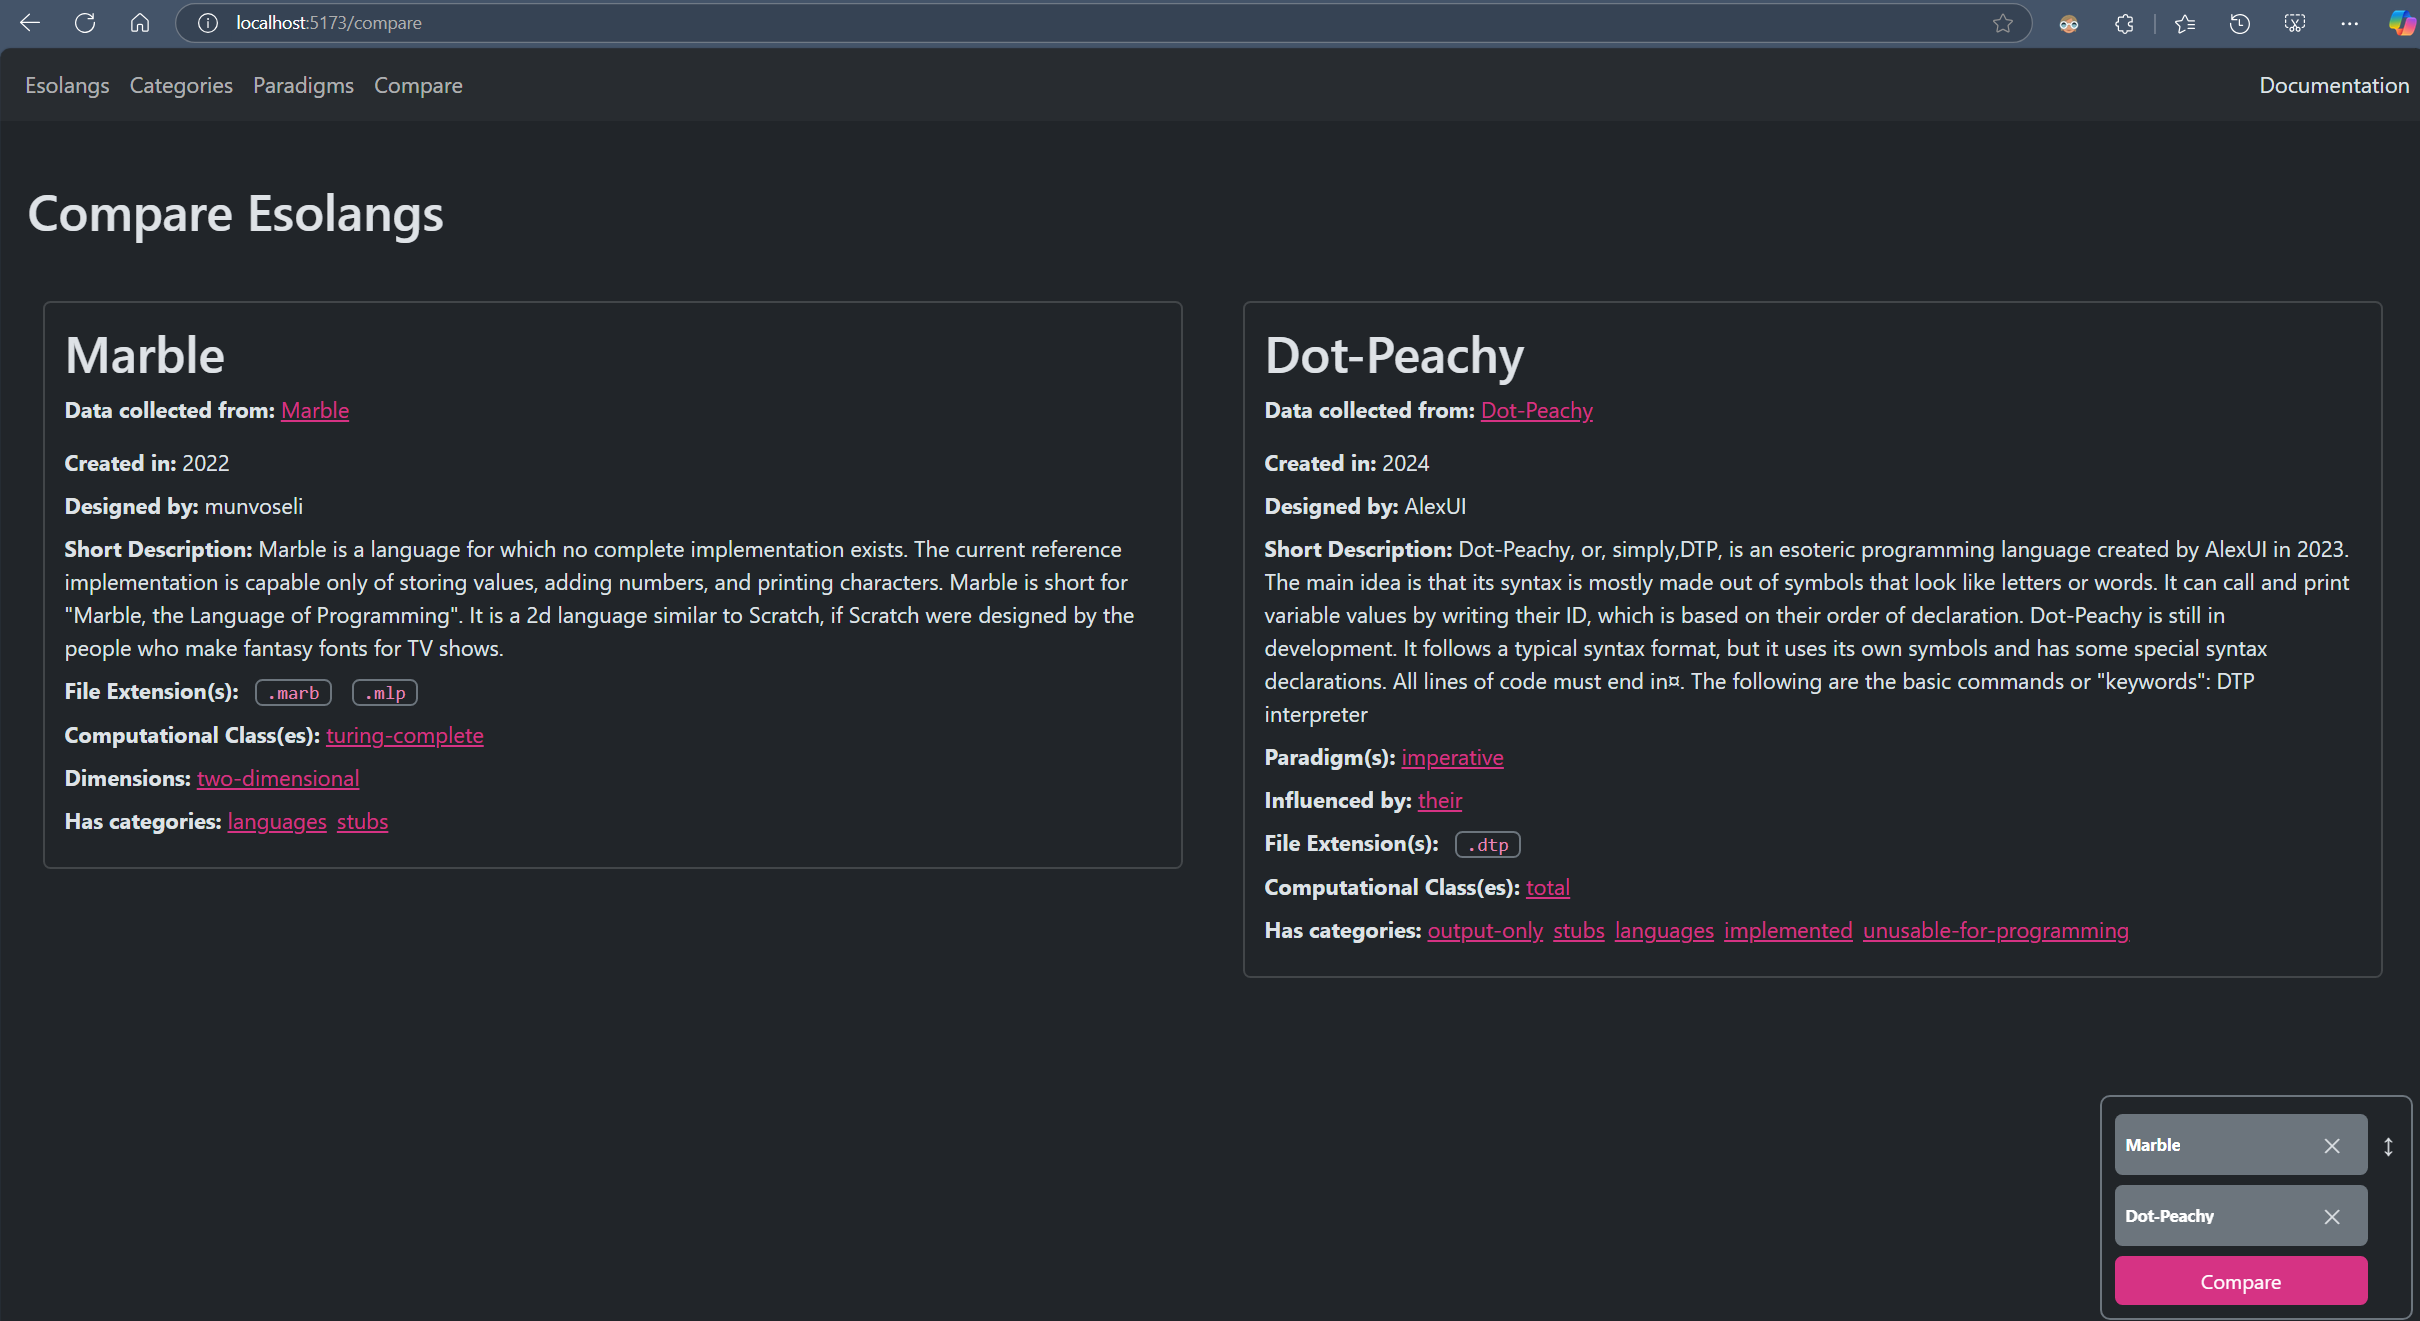 localhost:5173/compare
Esolangs Categories Paradigms Compare Documentation
Compare Esolangs
Marble
Data collected from: Marble
Created in: 2022
Designed by: munvoseli
Short Description: Marble is a language for which no complete implementation exists. The current reference
implementation is capable only of storing values, adding numbers, and printing characters. Marble is short for
"Marble, the Language of Programming". It is a 2d language similar to Scratch, if Scratch were designed by the
people who make fantasy fonts for TV shows.
File Extension(s): .marb .mlp
Computational Class(es): turing-complete
Dimensions: two-dimensional
Has categories: languages stubs
Dot-Peachy
Data collected from: Dot-Peachy
Created in: 2024
Designed by: AlexUI
Short Description: Dot-Peachy, or, simply,DTP, is an esoteric programming language created by AlexUI in 2023.
The main idea is that its syntax is mostly made out of symbols that look like letters or words. It can call and print
variable values by writing their ID, which is based on their order of declaration. Dot-Peachy is still in
development. It follows a typical syntax format, but it uses its own symbols and has some special syntax
declarations. All lines of code must end in¤. The following are the basic commands or "keywords": DTP
interpreter
Paradigm(s): imperative
Influenced by: their
File Extension(s): .dtp
Computational Class(es): total
Has categories: output-only stubs languages implemented unusable-for-programming
Marble
Dot-Peachy
Compare